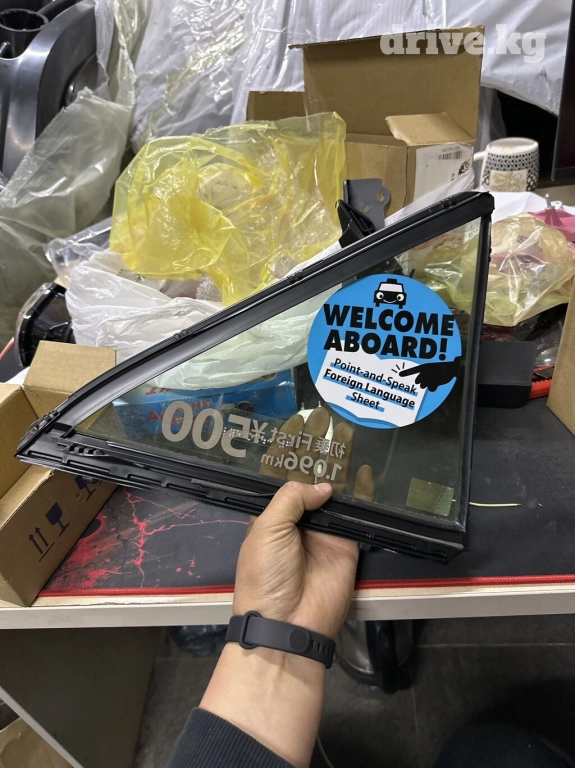 drive.kg
WELCOME
ABOARD!
Point-and-Speak
Foreign Language
Sheet
初乗 First ¥500
1.096km